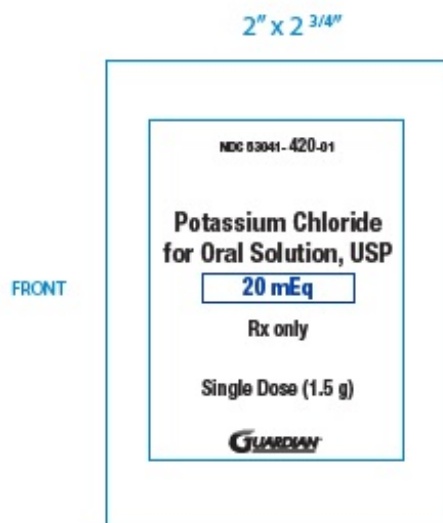 2" x 2 3/4"
NDC 53041-420-01
Potassium Chloride
for Oral Solution, USP
FRONT
20 mEq
Rx only
Single Dose (1.5 g)
GUARDIAN